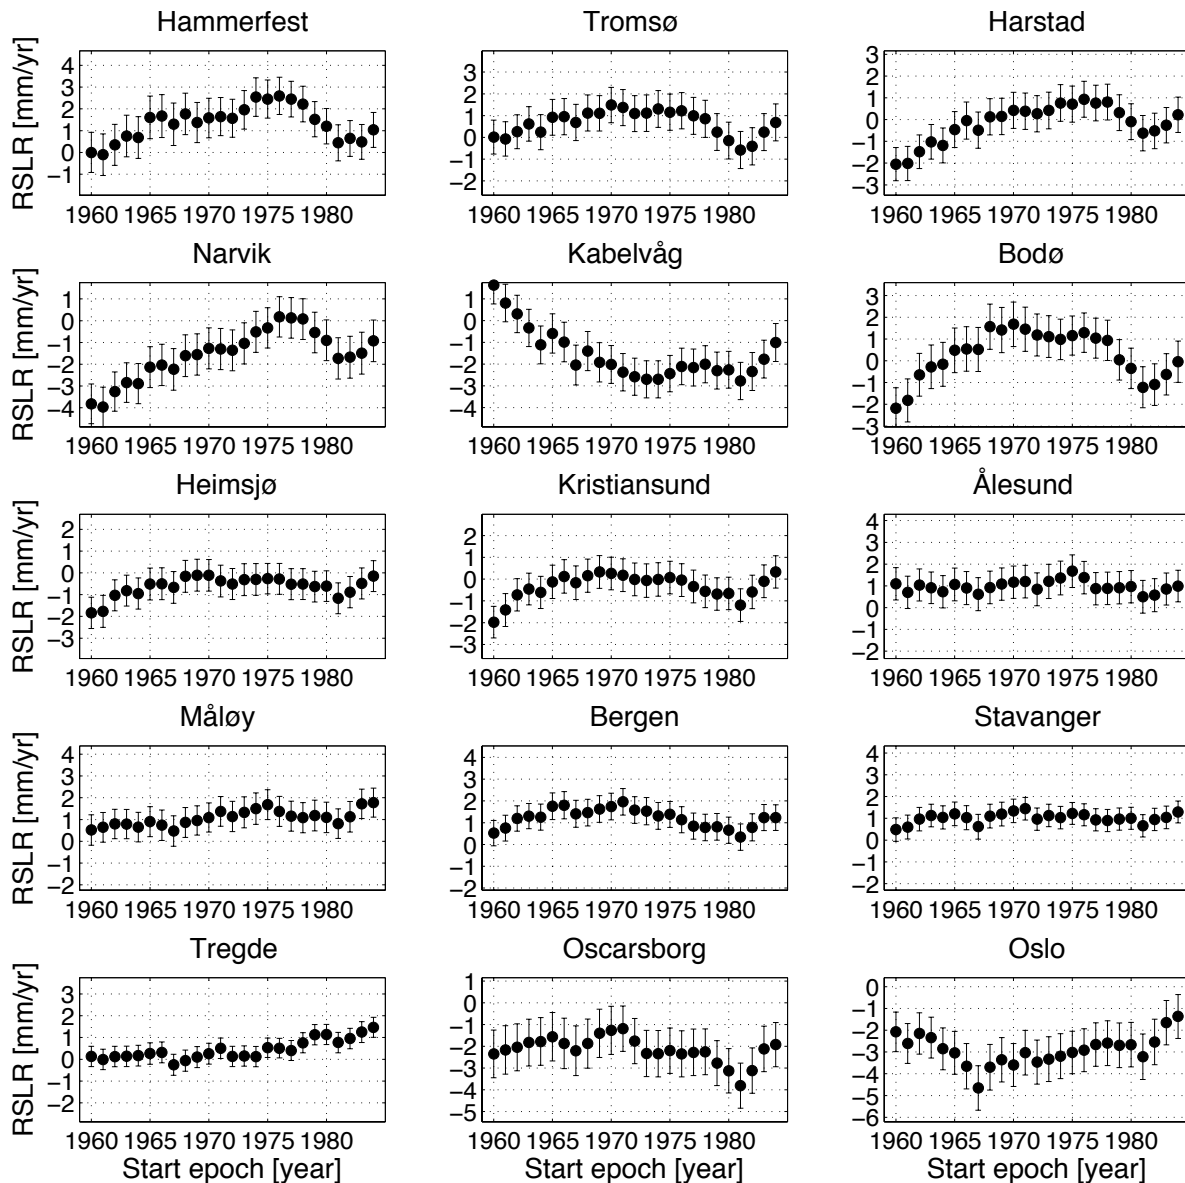 Hammerfest Tromsø Harstad
RSLR [mm/yr]
4 3 2 1 0 −1
3 2 1 0 −1 −2
3 2 1 0 −1 −2 −3
1960 1965 1970 1975 1980 1960 1965 1970 1975 1980 1960 1965 1970 1975 1980
Narvik Kabelvåg Bodø
RSLR [mm/yr]
1 0 −1 −2 −3 −4
1 0 −1 −2 −3 −4
3 2 1 0 −1 −2 −3
1960 1965 1970 1975 1980 1960 1965 1970 1975 1980 1960 1965 1970 1975 1980
Heimsjø Kristiansund Ålesund
RSLR [mm/yr]
2 1 0 −1 −2 −3
2 1 0 −1 −2 −3
4 3 2 1 0 −1 −2
1960 1965 1970 1975 1980 1960 1965 1970 1975 1980 1960 1965 1970 1975 1980
Måløy Bergen Stavanger
RSLR [mm/yr]
4 3 2 1 0 −1 −2
4 3 2 1 0 −1 −2
4 3 2 1 0 −1 −2
1960 1965 1970 1975 1980 1960 1965 1970 1975 1980 1960 1965 1970 1975 1980
Tregde Oscarsborg Oslo
RSLR [mm/yr]
3 2 1 0 −1 −2
1 0 −1 −2 −3 −4 −5
0 −1 −2 −3 −4 −5 −6
1960 1965 1970 1975 1980 1960 1965 1970 1975 1980 1960 1965 1970 1975 1980
Start epoch [year] Start epoch [year] Start epoch [year]